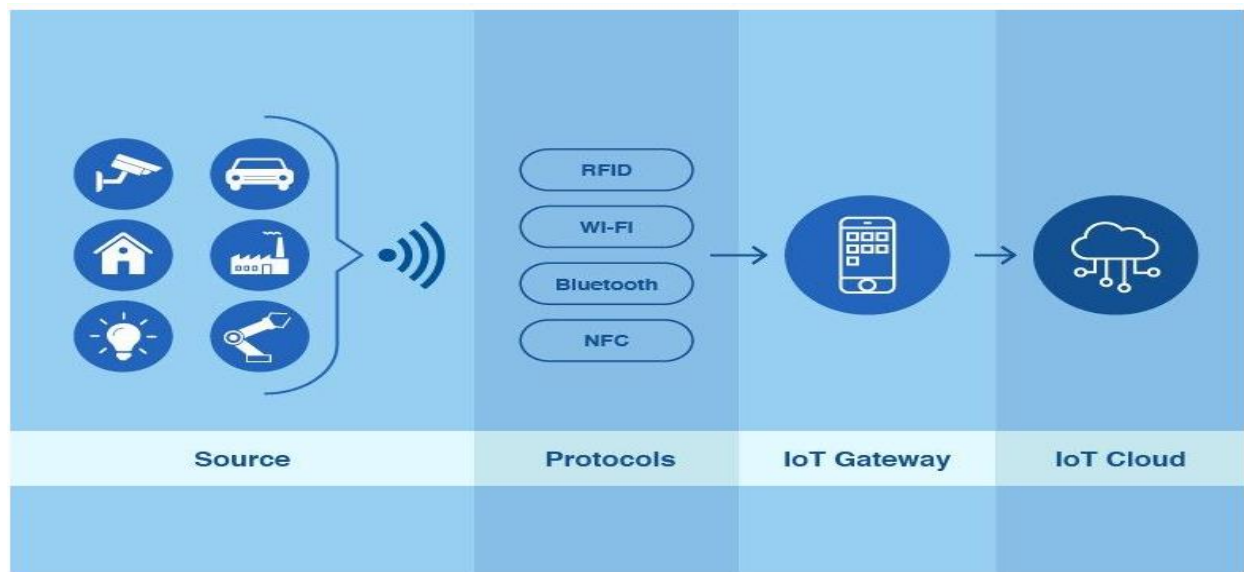 RFID
WI-FI
Bluetooth
NFC
Source
Protocols
IoT Gateway
IoT Cloud